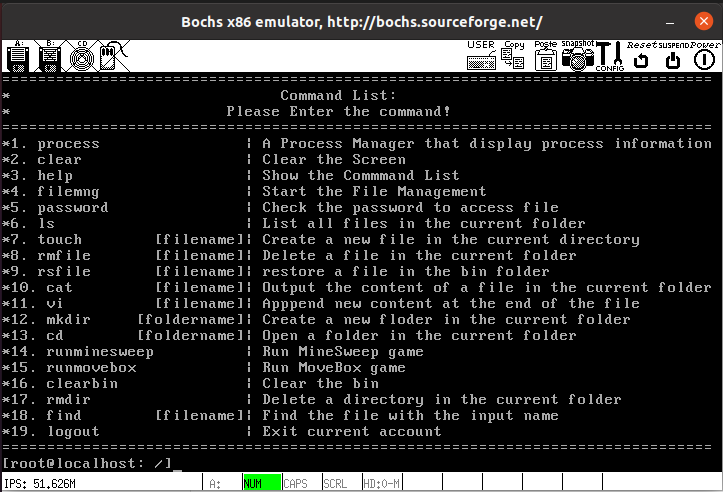 Bochs x86 emulator, http://bochs.sourceforge.net/
A: B: CD USER Copy Paste Snapshot CONFIG Reset SUSPEND Power
================================================================================
* Command List:
* Please Enter the command!
================================================================================
*1. process | A Process Manager that display process information
*2. clear | Clear the Screen
*3. help | Show the Commmand List
*4. filemng | Start the File Management
*5. password | Check the password to access file
*6. ls | List all files in the current folder
*7. touch [filename]| Create a new file in the current directory
*8. rmfile [filename]| Delete a file in the current folder
*9. rsfile [filename]| restore a file in the bin folder
*10. cat [filename]| Output the content of a file in the current folder
*11. vi [filename]| Apppend new content at the end of the file
*12. mkdir [foldername]| Create a new floder in the current folder
*13. cd [foldername]| Open a folder in the current folder
*14. runminesweep | Run MineSweep game
*15. runmovebox | Run MoveBox game
*16. clearbin | Clear the bin
*17. rmdir | Delete a directory in the current folder
*18. find [filename]| Find the file with the input name
*19. logout | Exit current account
================================================================================
[root@localhost: /]_
IPS: 51.626M A: NUM CAPS SCRL HD:0-M